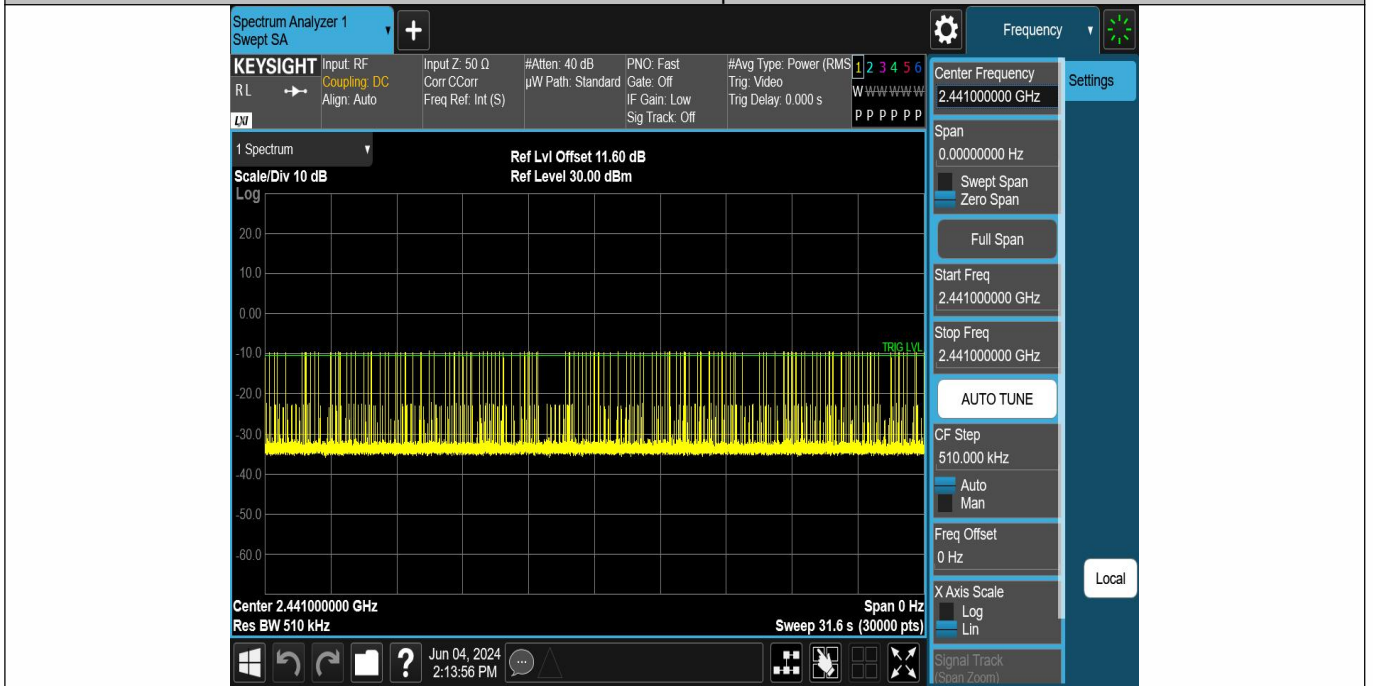 Spectrum Analyzer 1
Swept SA
+
Frequency
KEYSIGHT
RL
LXI
Input: RF
Coupling: DC
Align: Auto
Input Z: 50 Ω
Corr CCorr
Freq Ref: Int (S)
#Atten: 40 dB
µW Path: Standard
PNO: Fast
Gate: Off
IF Gain: Low
Sig Track: Off
#Avg Type: Power (RMS
Trig: Video
Trig Delay: 0.000 s
1 2 3 4 5 6
W W W W W W
P P P P P P
1 Spectrum
Scale/Div 10 dB
Ref Lvl Offset 11.60 dB
Ref Level 30.00 dBm
Log
20.0
10.0
0.00
-10.0
-20.0
-30.0
-40.0
-50.0
-60.0
TRIG LVL
Center 2.441000000 GHz
Res BW 510 kHz
Span 0 Hz
Sweep 31.6 s (30000 pts)
Center Frequency
2.441000000 GHz
Settings
Span
0.00000000 Hz
Swept Span
Zero Span
Full Span
Start Freq
2.441000000 GHz
Stop Freq
2.441000000 GHz
AUTO TUNE
CF Step
510.000 kHz
Auto
Man
Freq Offset
0 Hz
X Axis Scale
Log
Lin
Signal Track
(Span Zoom)
Local
?
Jun 04, 2024
2:13:56 PM